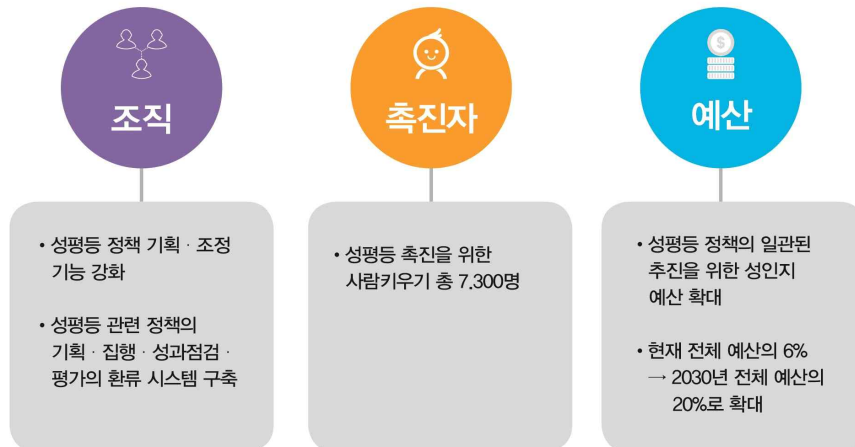 조직
• 성평등 정책 기획 · 조정
기능 강화
• 성평등 관련 정책의
기획 · 집행 · 성과점검 ·
평가의 환류 시스템 구축
촉진자
• 성평등 촉진을 위한
사람키우기 총 7.300명
$
예산
• 성평등 정책의 일관된
추진을 위한 성인지
예산 확대
• 현재 전체 예산의 6%
→ 2030년 전체 예산의
20%로 확대